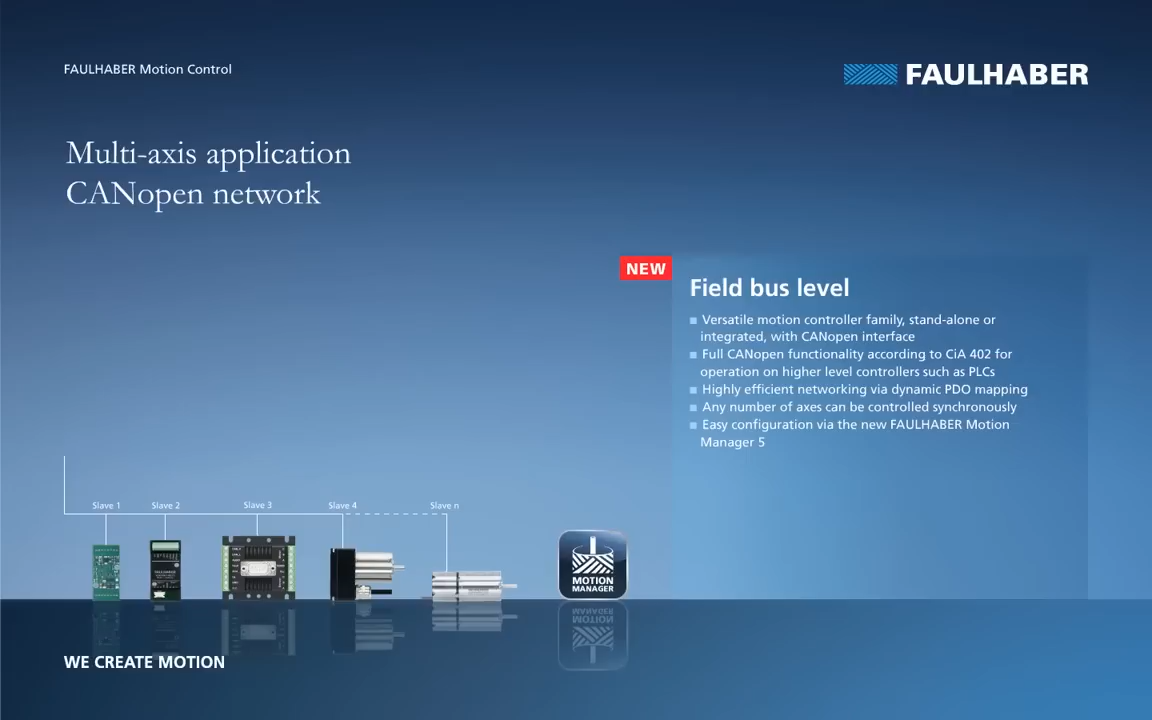 FAULHABER Motion Control
FAULHABER
Multi-axis application
CANopen network
NEW
Field bus level
Versatile motion controller family, stand-alone or
integrated, with CANopen interface
Full CANopen functionality according to CiA 402 for
operation on higher level controllers such as PLCs
Highly efficient networking via dynamic PDO mapping
Any number of axes can be controlled synchronously
Easy configuration via the new FAULHABER Motion
Manager 5
Slave 1
Slave 2
Slave 3
Slave 4
Slave n
MOTION
MANAGER
WE CREATE MOTION